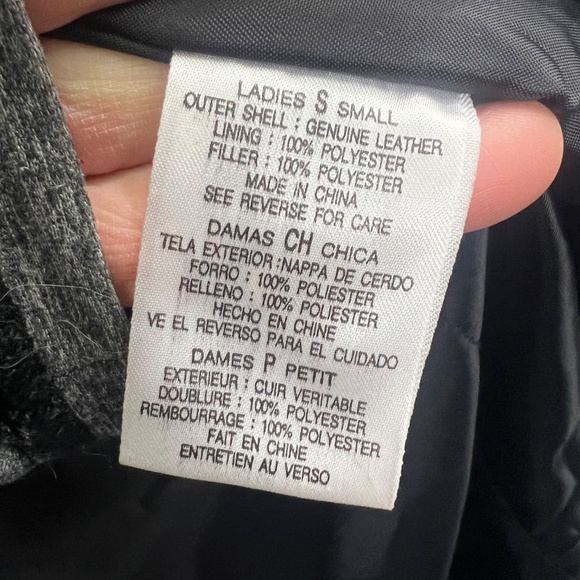 LADIES S SMALL
OUTER SHELL : GENUINE LEATHER
LINING : 100% POLYESTER
FILLER : 100% POLYESTER
MADE IN CHINA
SEE REVERSE FOR CARE
DAMAS CH CHICA
TELA EXTERIOR : NAPPA DE CERDO
FORRO : 100% POLIESTER
RELLENO : 100% POLIESTER
HECHO EN CHINE
VE EL REVERSO PARA EL CUIDADO
DAMES P PETIT
EXTERIEUR : CUIR VERITABLE
DOUBLURE : 100% POLYESTER
REMBOURRAGE : 100% POLYESTER
FAIT EN CHINE
ENTRETIEN AU VERSO